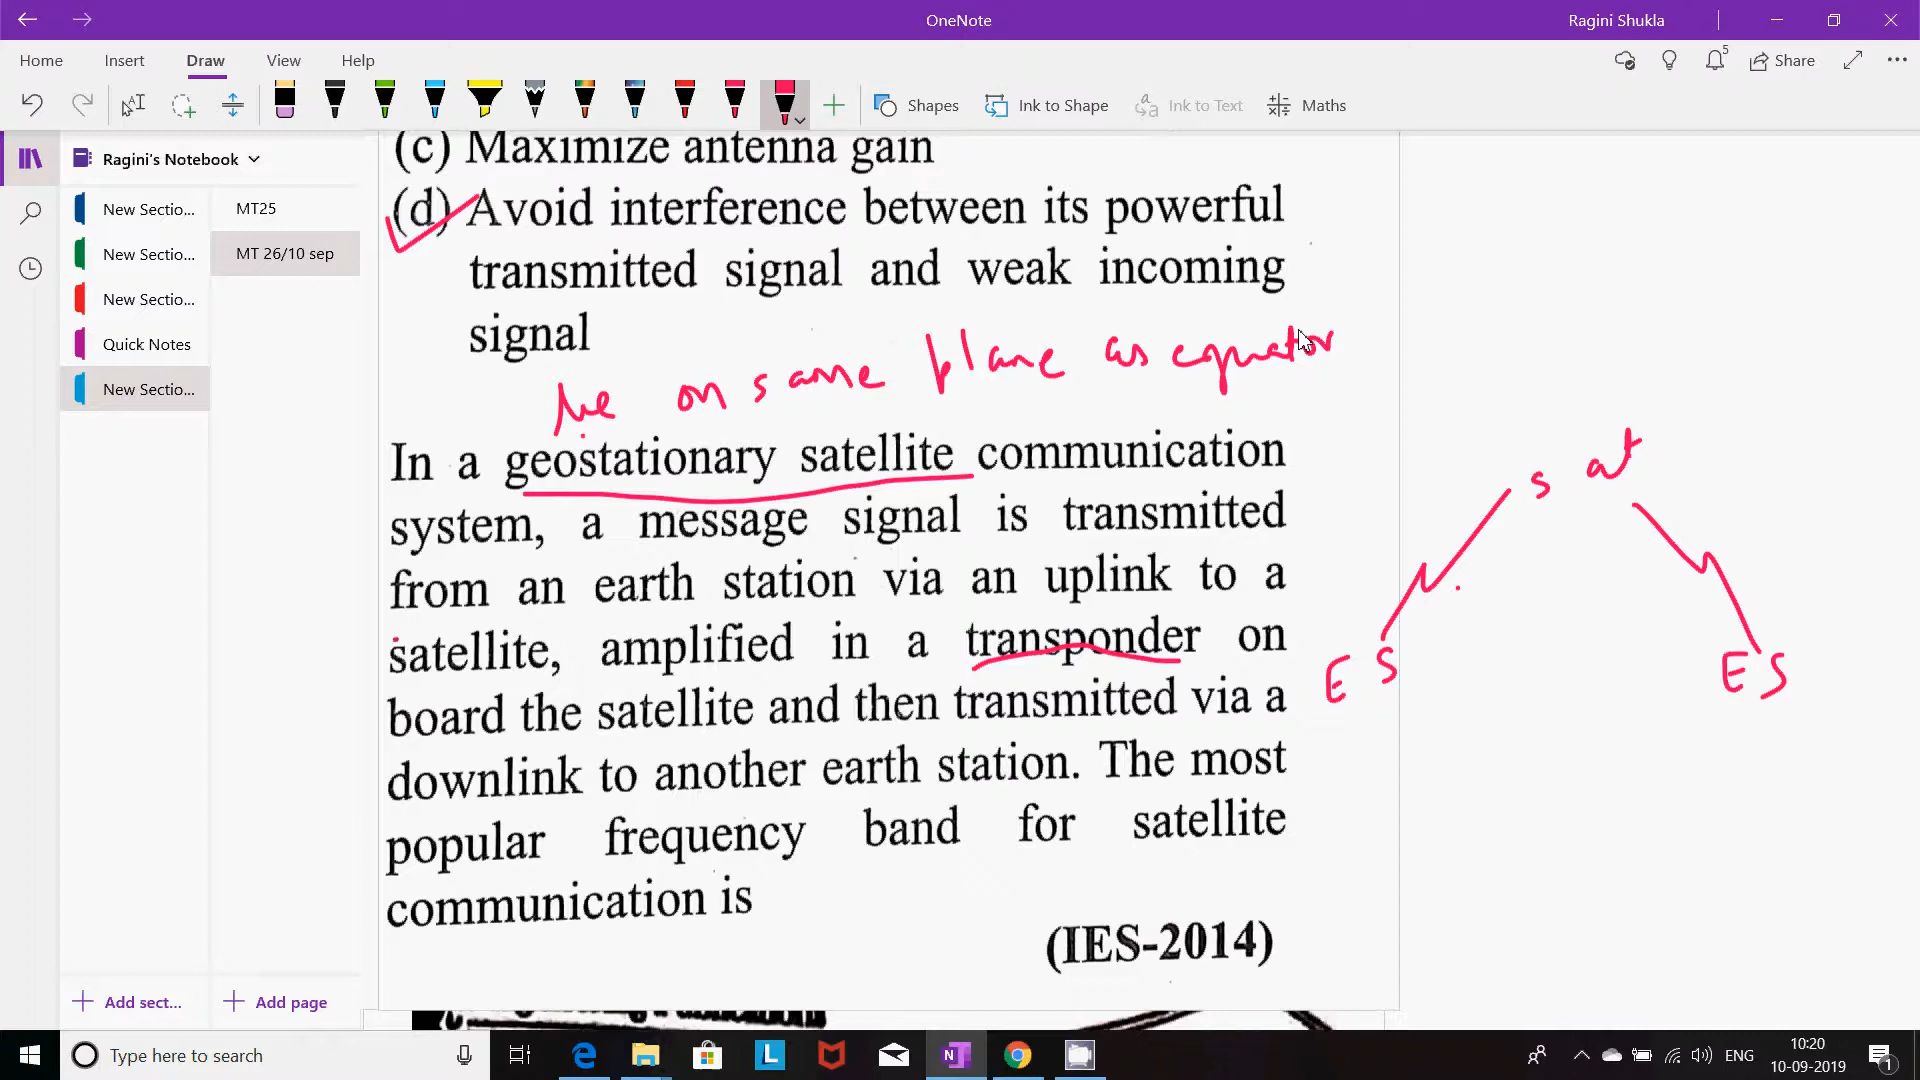 OneNote
Ragini Shukla
Home Insert Draw View Help
5
Share
Shapes
Ink to Shape
Ink to Text
Maths
Ragini's Notebook
New Sectio...
New Sectio...
New Sectio...
Quick Notes
New Sectio...
MT25
MT 26/10 sep
(c) Maximize antenna gain
(d) Avoid interference between its powerful
transmitted signal and weak incoming
signal
on same plane as equator
In a geostationary satellite communication
system, a message signal is transmitted
from an earth station via an uplink to a
satellite, amplified in a transponder on
board the satellite and then transmitted via a
downlink to another earth station. The most
popular frequency band for satellite
communication is
(IES-2014)
sat
ES
ES
Add sect...
Add page
Type here to search
ENG
10:20
10-09-2019
1